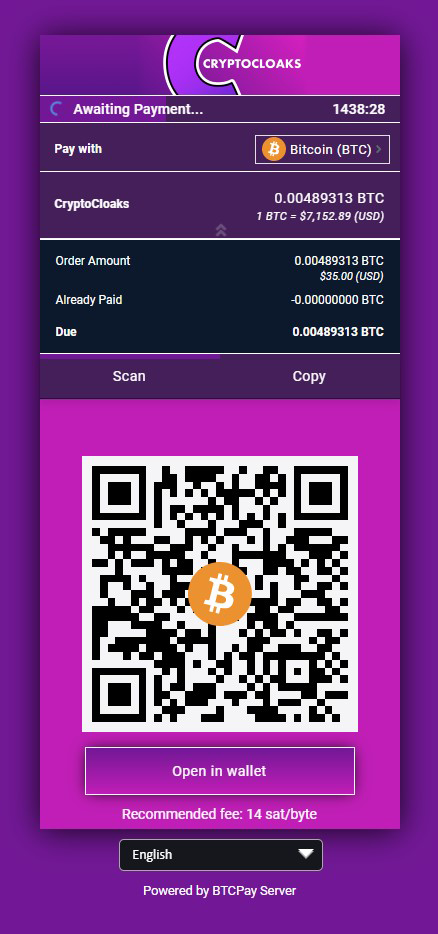 CRYPTOCLOAKS
Awaiting Payment... 1438:28
Pay with Bitcoin (BTC)
CryptoCloaks 0.00489313 BTC
1 BTC = $7,152.89 (USD)
Order Amount 0.00489313 BTC
$35.00 (USD)
Already Paid -0.00000000 BTC
Due 0.00489313 BTC
Scan Copy
Open in wallet
Recommended fee: 14 sat/byte
English
Powered by BTCPay Server